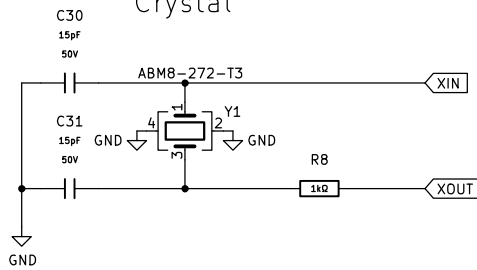 Crystal
C30
15pF
50V
ABM8-272-T3
XIN
1
Y1
C31
15pF
50V
GND
4
2
GND
3
R8
1kΩ
XOUT
GND